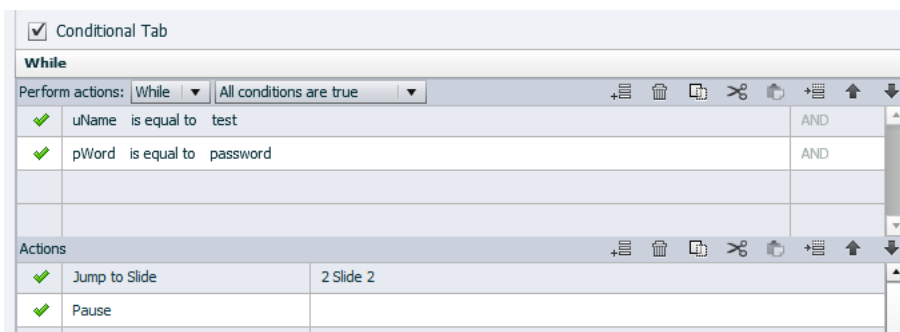 Conditional Tab
While
Perform actions: While All conditions are true
uName is equal to test AND
pWord is equal to password AND
Actions
Jump to Slide 2 Slide 2
Pause